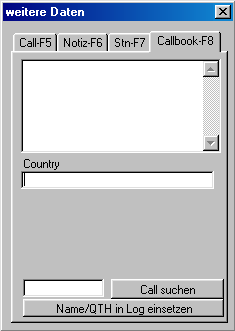 weitere Daten
Call-F5 Notiz-F6 Stn-F7 Callbook-F8
Country
Call suchen
Name/QTH in Log einsetzen